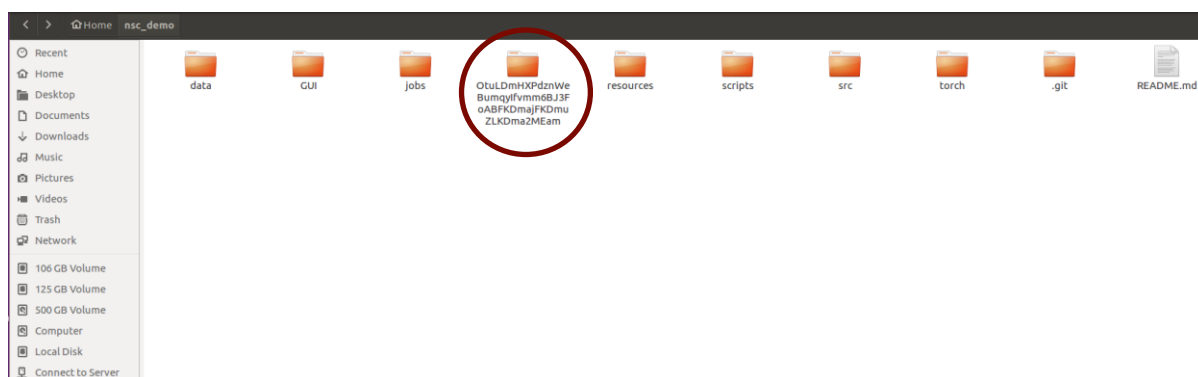 Home nsc_demo
Recent
Home
Desktop
Documents
Downloads
Music
Pictures
Videos
Trash
Network
106 GB Volume
125 GB Volume
500 GB Volume
Computer
Local Disk
Connect to Server
data
GUI
jobs
OtuLDmHXPdznWe
BumqyIfvmm6BJ3F
oABFKDmajFKDmu
ZLKDma2MEam
resources
scripts
src
torch
.git
README.md